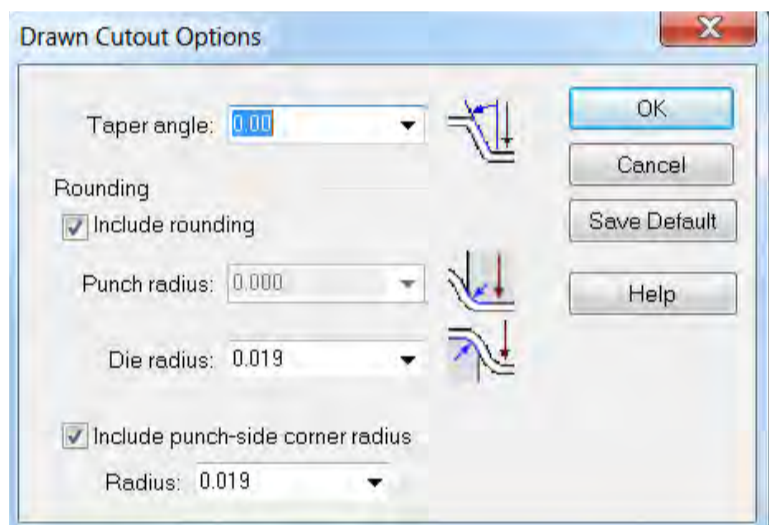 Drawn Cutout Options
Taper angle: 0.00
OK
Cancel
Rounding
Include rounding
Save Default
Punch radius: 0.000
Help
Die radius: 0.019
Include punch-side corner radius
Radius: 0.019